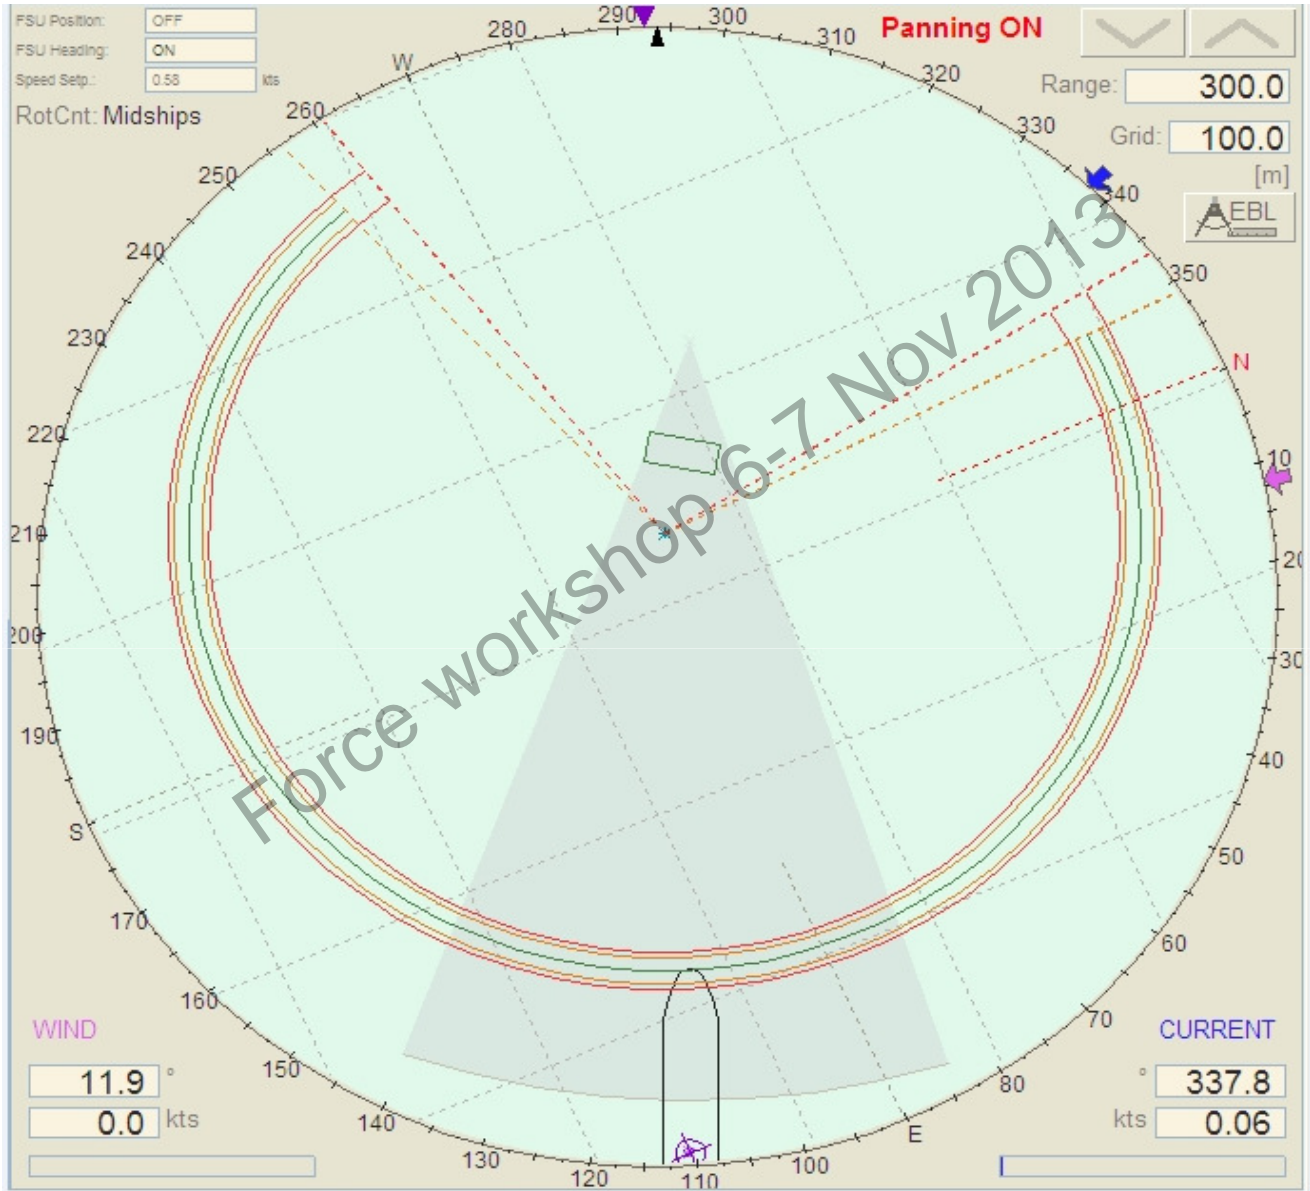 FSU Position: OFF
FSU Heading: ON
Speed Setp.: 0.58 kts
RotCnt: Midships
Panning ON
Range: 300.0
Grid: 100.0
[m]
EBL
290
300
310
320
330
340
350
N
10
20
30
40
50
60
70
80
E
100
110
120
130
140
150
160
170
S
190
200
210
220
230
240
250
260
W
280
Force workshop 6-7 Nov 2013
WIND
11.9 °
0.0 kts
CURRENT
° 337.8
kts 0.06